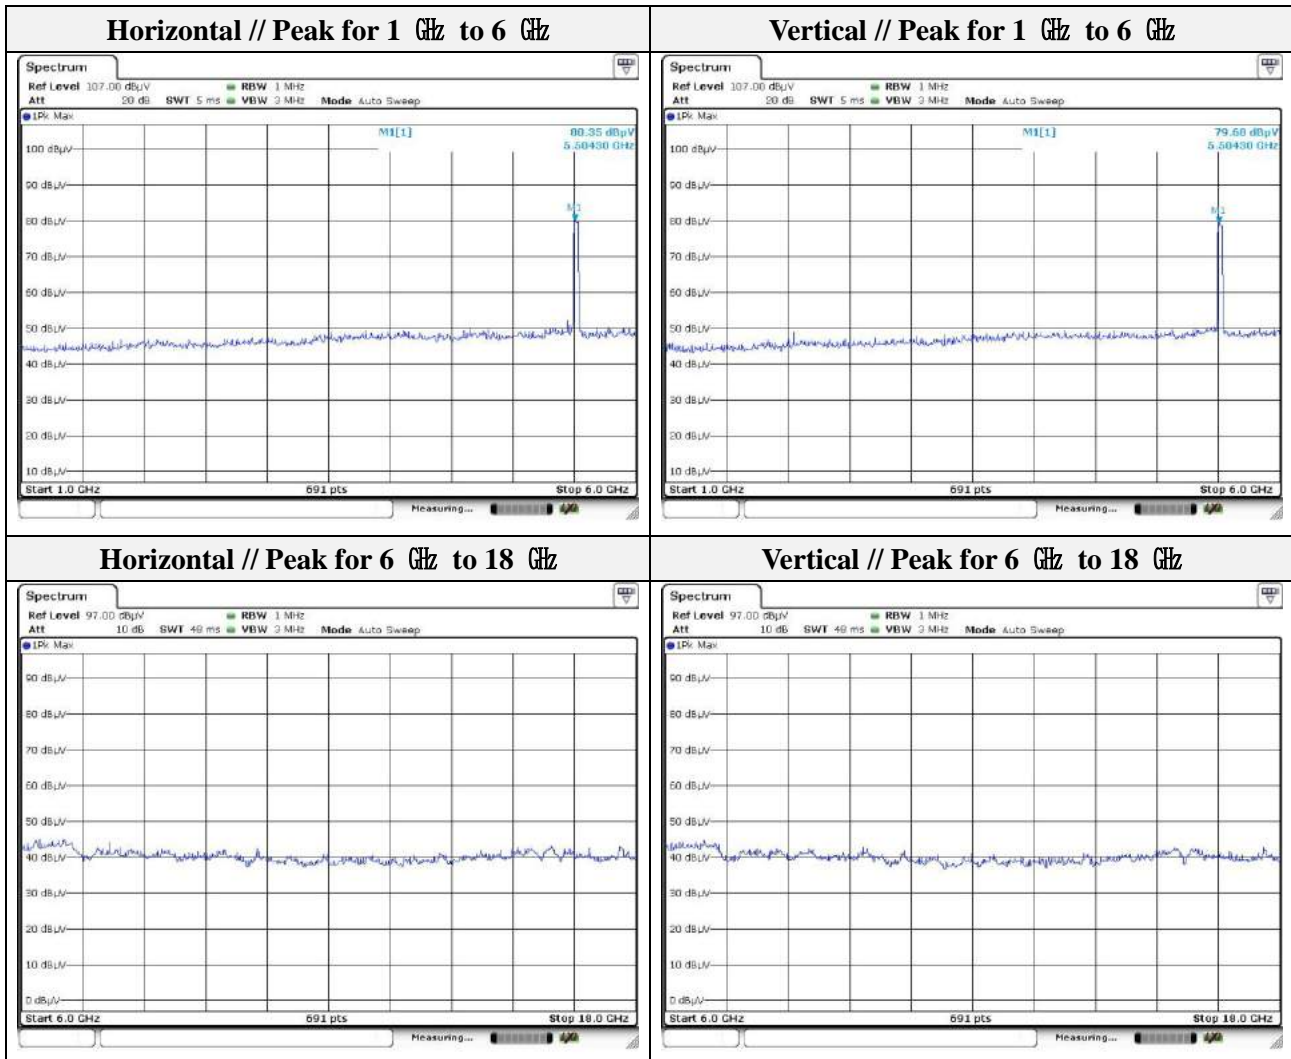 Horizontal // Peak for 1 ㎓ to 6 ㎓
Vertical // Peak for 1 ㎓ to 6 ㎓
Spectrum
Ref Level 107.00 dBµV RBW 1 MHz
Att 20 dB SWT 5 ms VBW 3 MHz Mode Auto Sweep
1Pk Max
M1[1] 80.35 dBµV
5.50430 GHz
100 dBµV
90 dBµV
M1
80 dBµV
70 dBµV
60 dBµV
50 dBµV
40 dBµV
30 dBµV
20 dBµV
10 dBµV
Start 1.0 GHz 691 pts Stop 6.0 GHz
Measuring...
Spectrum
Ref Level 107.00 dBµV RBW 1 MHz
Att 20 dB SWT 5 ms VBW 3 MHz Mode Auto Sweep
1Pk Max
M1[1] 79.60 dBµV
5.50430 GHz
100 dBµV
90 dBµV
M1
80 dBµV
70 dBµV
60 dBµV
50 dBµV
40 dBµV
30 dBµV
20 dBµV
10 dBµV
Start 1.0 GHz 691 pts Stop 6.0 GHz
Measuring...
Horizontal // Peak for 6 ㎓ to 18 ㎓
Vertical // Peak for 6 ㎓ to 18 ㎓
Spectrum
Ref Level 97.00 dBµV RBW 1 MHz
Att 10 dB SWT 48 ms VBW 3 MHz Mode Auto Sweep
1Pk Max
90 dBµV
80 dBµV
70 dBµV
60 dBµV
50 dBµV
40 dBµV
30 dBµV
20 dBµV
10 dBµV
0 dBµV
Start 6.0 GHz 691 pts Stop 18.0 GHz
Measuring...
Spectrum
Ref Level 97.00 dBµV RBW 1 MHz
Att 10 dB SWT 48 ms VBW 3 MHz Mode Auto Sweep
1Pk Max
90 dBµV
80 dBµV
70 dBµV
60 dBµV
50 dBµV
40 dBµV
30 dBµV
20 dBµV
10 dBµV
0 dBµV
Start 6.0 GHz 691 pts Stop 18.0 GHz
Measuring...